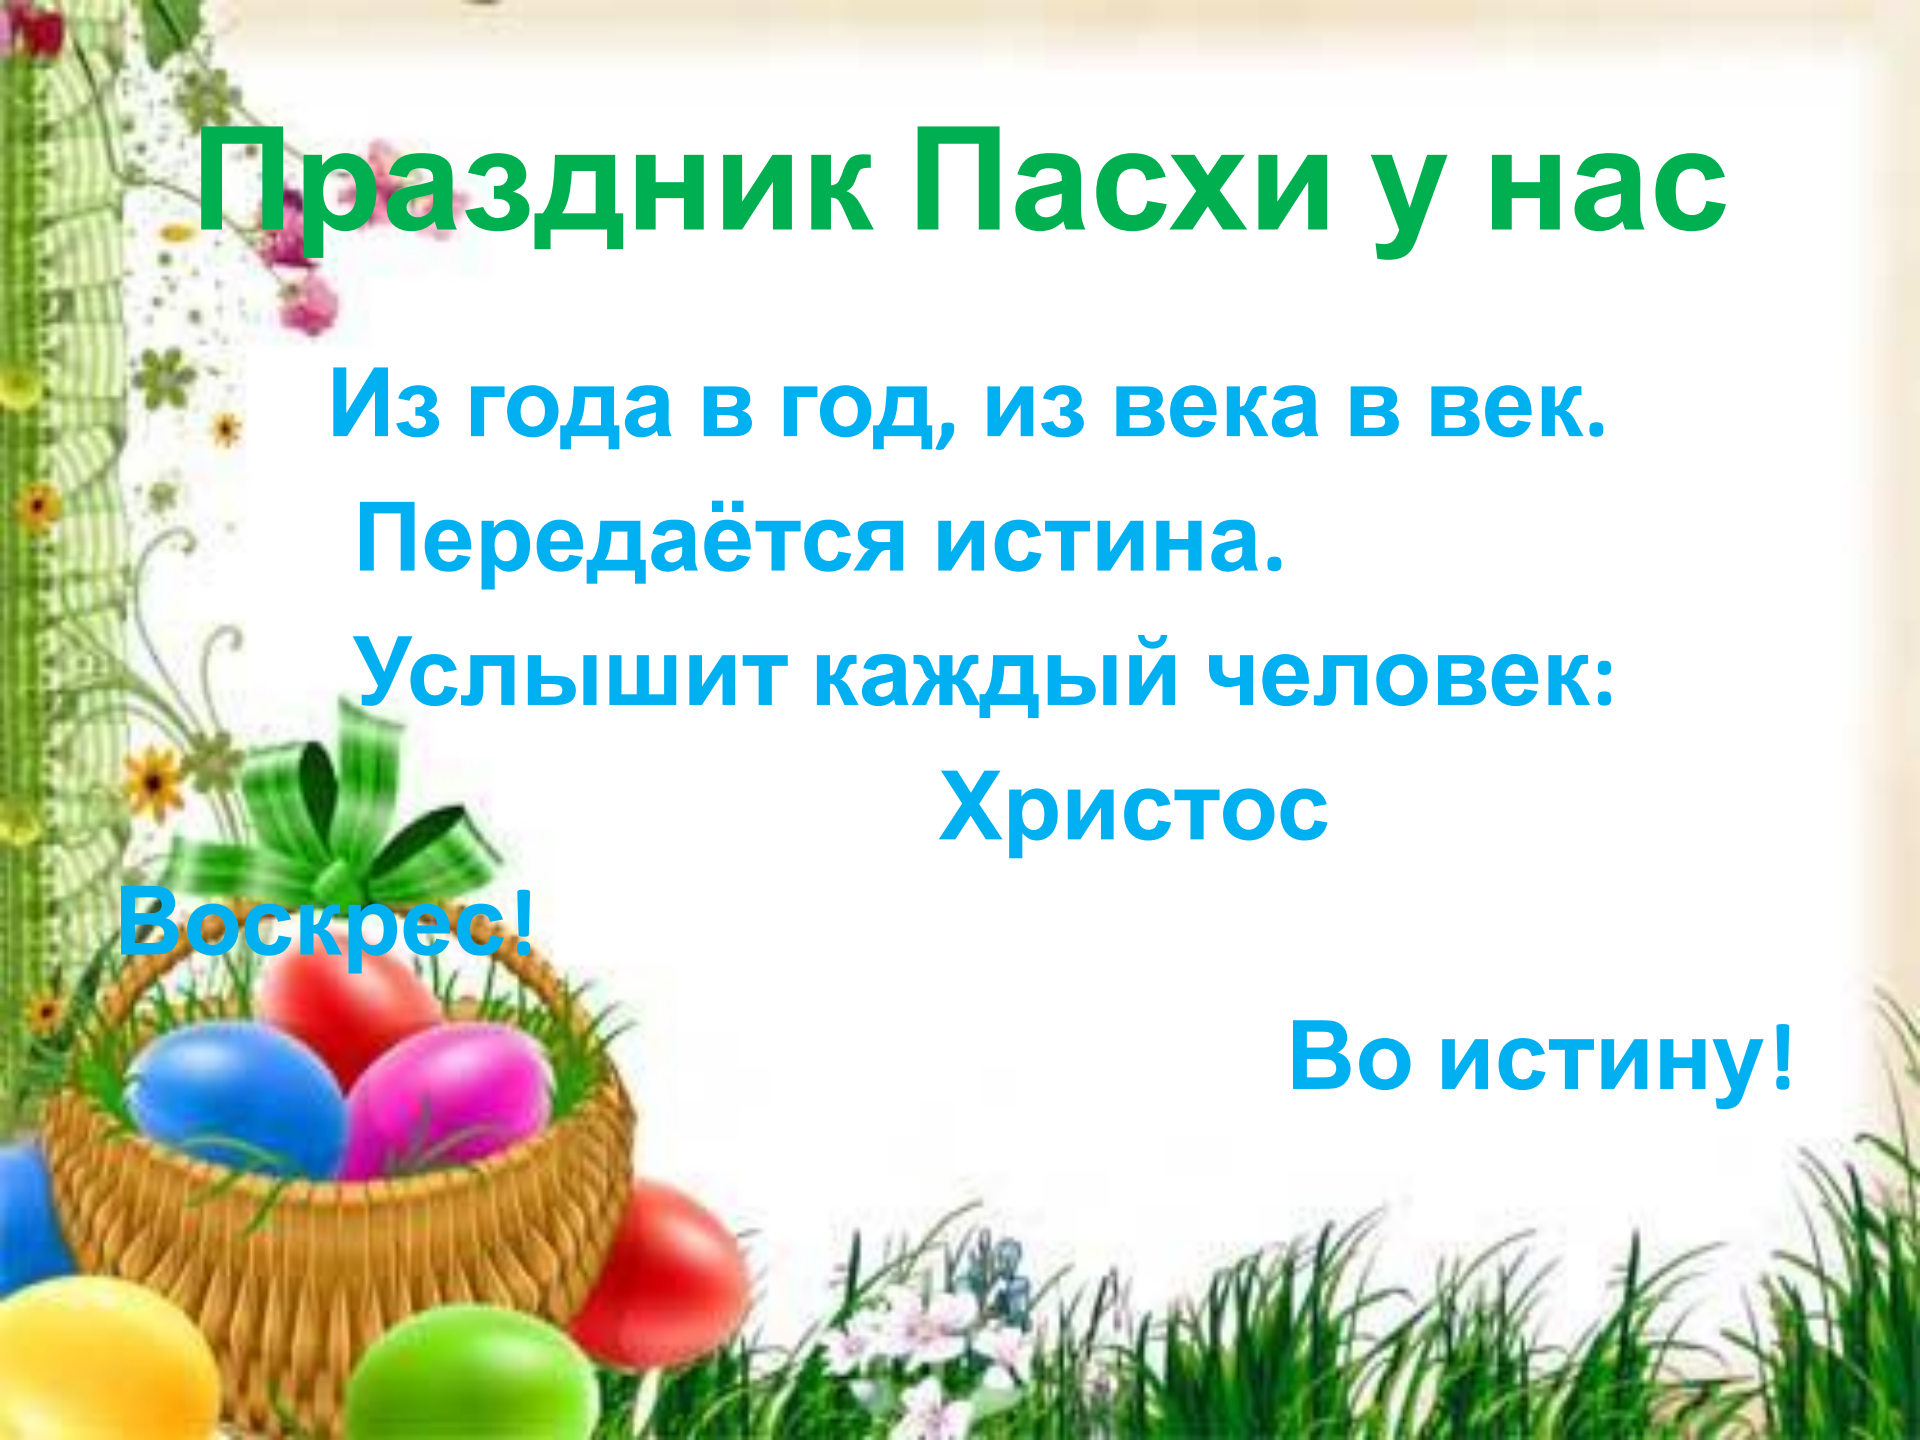 Праздник Пасхи у нас
Из года в год, из века в век.
Передаётся истина.
Услышит каждый человек:
Христос
Воскрес!
Во истину!